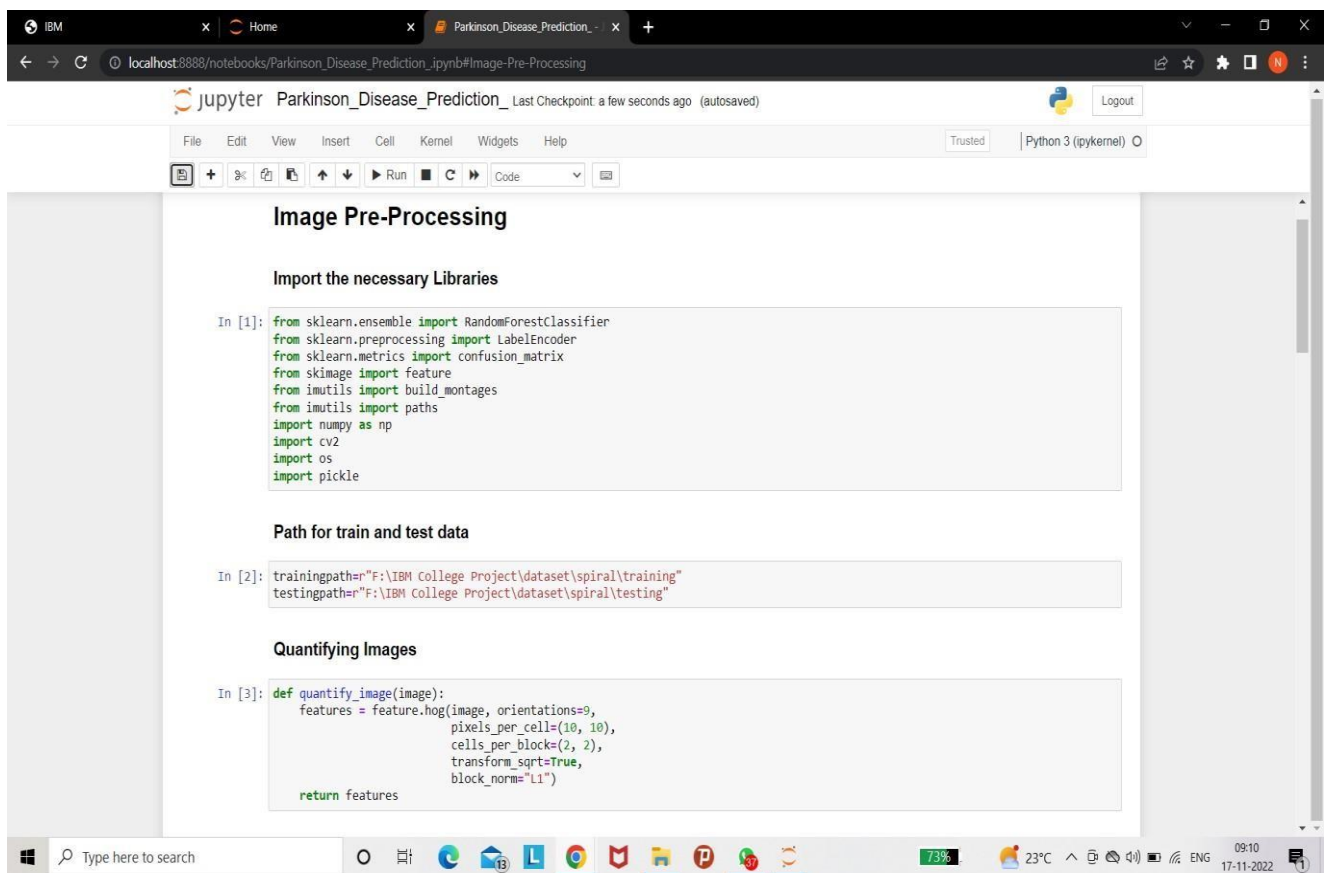 IBM
Home
Parkinson_Disease_Prediction_ -
localhost:8888/notebooks/Parkinson_Disease_Prediction_.ipynb#Image-Pre-Processing
N
jupyter Parkinson_Disease_Prediction_ Last Checkpoint: a few seconds ago (autosaved)
Logout
File Edit View Insert Cell Kernel Widgets Help
Trusted
Python 3 (ipykernel)
Run
Code
Image Pre-Processing
Import the necessary Libraries
In [1]: from sklearn.ensemble import RandomForestClassifier
from sklearn.preprocessing import LabelEncoder
from sklearn.metrics import confusion_matrix
from skimage import feature
from imutils import build_montages
from imutils import paths
import numpy as np
import cv2
import os
import pickle
Path for train and test data
In [2]: trainingpath=r"F:\IBM College Project\dataset\spiral\training"
testingpath=r"F:\IBM College Project\dataset\spiral\testing"
Quantifying Images
In [3]: def quantify_image(image):
features = feature.hog(image, orientations=9,
pixels_per_cell=(10, 10),
cells_per_block=(2, 2),
transform_sqrt=True,
block_norm="L1")
return features
Type here to search
13
L
37
73%
23°C
ENG
09:10
17-11-2022
1